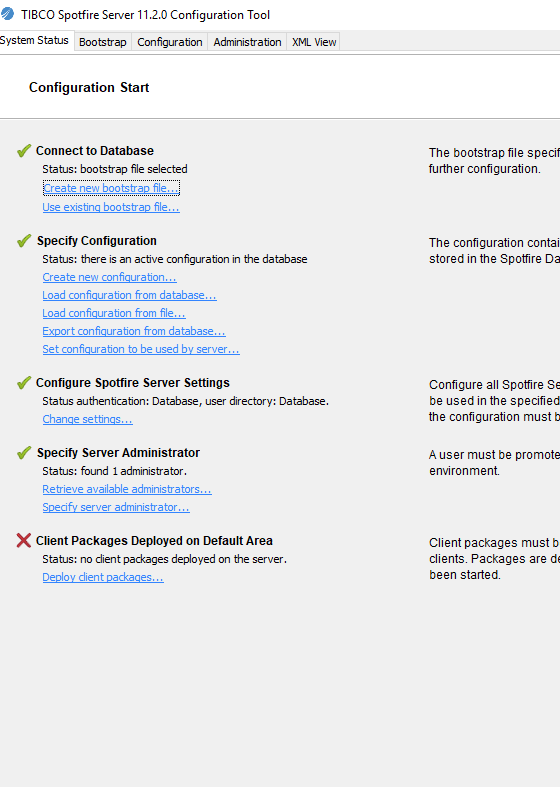 TIBCO Spotfire Server 11.2.0 Configuration Tool
System Status Bootstrap Configuration Administration XML View
Configuration Start
Connect to Database
Status: bootstrap file selected
Create new bootstrap file...
Use existing bootstrap file...
The bootstrap file specif
further configuration.
Specify Configuration
Status: there is an active configuration in the database
Create new configuration...
Load configuration from database...
Load configuration from file...
Export configuration from database...
Set configuration to be used by server...
The configuration contai
stored in the Spotfire Da
Configure Spotfire Server Settings
Status authentication: Database, user directory: Database.
Change settings...
Configure all Spotfire Se
be used in the specified
the configuration must b
Specify Server Administrator
Status: found 1 administrator.
Retrieve available administrators...
Specify server administrator...
A user must be promote
environment.
Client Packages Deployed on Default Area
Status: no client packages deployed on the server.
Deploy client packages...
Client packages must b
clients. Packages are de
been started.